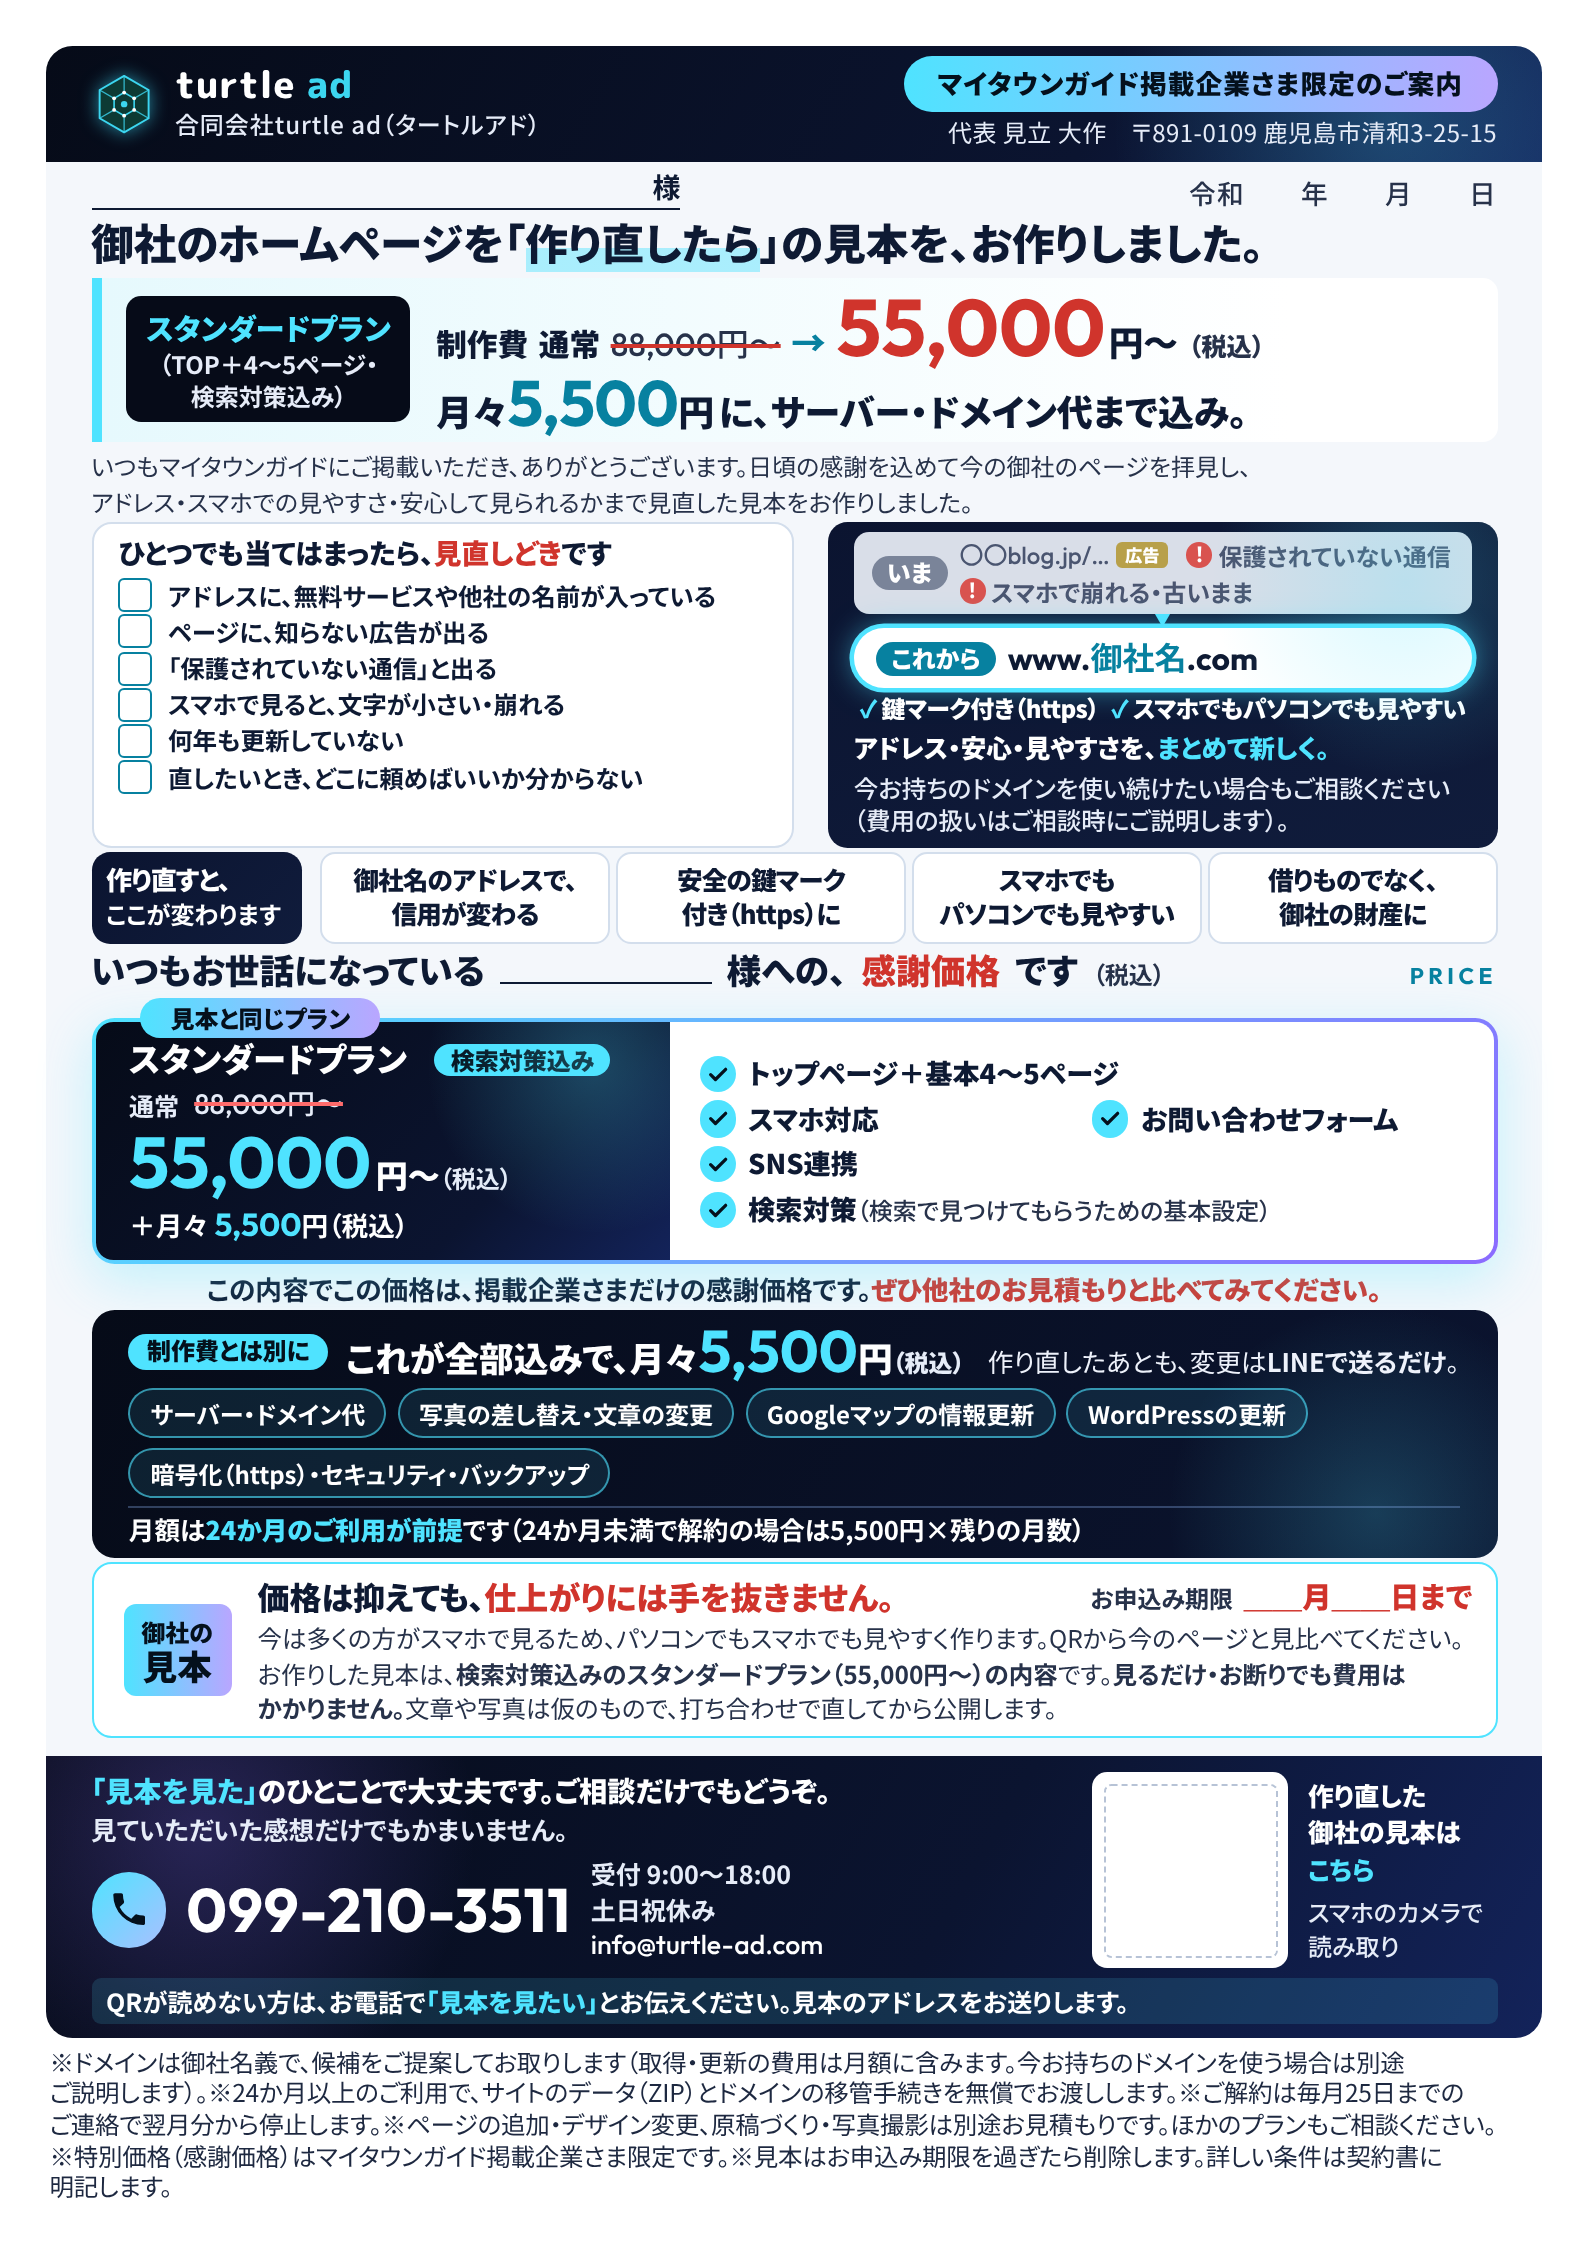 turtle ad
合同会社turtle ad（タートルアド）
マイタウンガイド掲載企業さま限定のご案内
代表 見立 大作　〒891-0109 鹿児島市清和3-25-15
様
令和　年　月　日
御社のホームページを「作り直したら」の見本を、お作りしました。
スタンダードプラン
（TOP＋4〜5ページ・
検索対策込み）
制作費 通常 88,000円〜 → 55,000円〜（税込）
月々5,500円に、サーバー・ドメイン代まで込み。
いつもマイタウンガイドにご掲載いただき、ありがとうございます。日頃の感謝を込めて今の御社のページを拝見し、
アドレス・スマホでの見やすさ・安心して見られるかまで見直した見本をお作りしました。
ひとつでも当てはまったら、見直しどきです
アドレスに、無料サービスや他社の名前が入っている
ページに、知らない広告が出る
「保護されていない通信」と出る
スマホで見ると、文字が小さい・崩れる
何年も更新していない
直したいとき、どこに頼めばいいか分からない
いま 〇〇blog.jp/... 広告 ! 保護されていない通信
! スマホで崩れる・古いまま
これから www.御社名.com
✓鍵マーク付き（https） ✓スマホでもパソコンでも見やすい
アドレス・安心・見やすさを、まとめて新しく。
今お持ちのドメインを使い続けたい場合もご相談ください
（費用の扱いはご相談時にご説明します）。
作り直すと、
ここが変わります
御社名のアドレスで、
信用が変わる
安全の鍵マーク
付き（https）に
スマホでも
パソコンでも見やすい
借りものでなく、
御社の財産に
いつもお世話になっている ＿＿＿＿ 様への、感謝価格 です （税込）
PRICE
見本と同じプラン
スタンダードプラン 検索対策込み
通常 88,000円〜
55,000円〜（税込）
＋月々 5,500円（税込）
トップページ＋基本4〜5ページ
スマホ対応
お問い合わせフォーム
SNS連携
検索対策（検索で見つけてもらうための基本設定）
この内容でこの価格は、掲載企業さまだけの感謝価格です。ぜひ他社のお見積もりと比べてみてください。
制作費とは別に これが全部込みで、月々5,500円（税込） 作り直したあとも、変更はLINEで送るだけ。
サーバー・ドメイン代
写真の差し替え・文章の変更
Googleマップの情報更新
WordPressの更新
暗号化（https）・セキュリティ・バックアップ
月額は24か月のご利用が前提です（24か月未満で解約の場合は5,500円×残りの月数）
御社の
見本
価格は抑えても、仕上がりには手を抜きません。
お申込み期限 ____月____日まで
今は多くの方がスマホで見るため、パソコンでもスマホでも見やすく作ります。QRから今のページと見比べてください。
お作りした見本は、検索対策込みのスタンダードプラン（55,000円〜）の内容です。見るだけ・お断りでも費用は
かかりません。文章や写真は仮のもので、打ち合わせで直してから公開します。
「見本を見た」のひとことで大丈夫です。ご相談だけでもどうぞ。
見ていただいた感想だけでもかまいません。
099-210-3511
受付 9:00〜18:00
土日祝休み
info@turtle-ad.com
作り直した
御社の見本は
こちら
スマホのカメラで
読み取り
QRが読めない方は、お電話で「見本を見たい」とお伝えください。見本のアドレスをお送りします。
※ドメインは御社名義で、候補をご提案してお取りします（取得・更新の費用は月額に含みます。今お持ちのドメインを使う場合は別途
ご説明します）。※24か月以上のご利用で、サイトのデータ（ZIP）とドメインの移管手続きを無償でお渡しします。※ご解約は毎月25日までの
ご連絡で翌月分から停止します。※ページの追加・デザイン変更、原稿づくり・写真撮影は別途お見積もりです。ほかのプランもご相談ください。
※特別価格（感謝価格）はマイタウンガイド掲載企業さま限定です。※見本はお申込み期限を過ぎたら削除します。詳しい条件は契約書に
明記します。